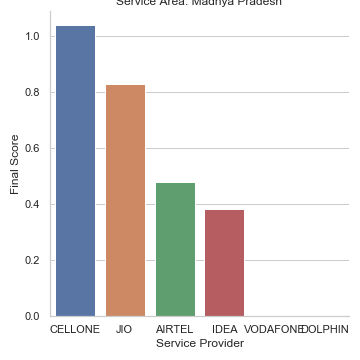 Service Area: Madhya Pradesh
1.0
0.8
0.6
0.4
0.2
0.0
Final Score
CELLONE JIO AIRTEL IDEA VODAFONE DOLPHIN
Service Provider